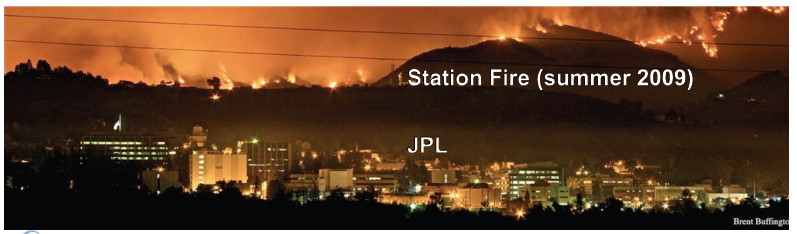 Station Fire (summer 2009)
JPL
Brent Buffingto